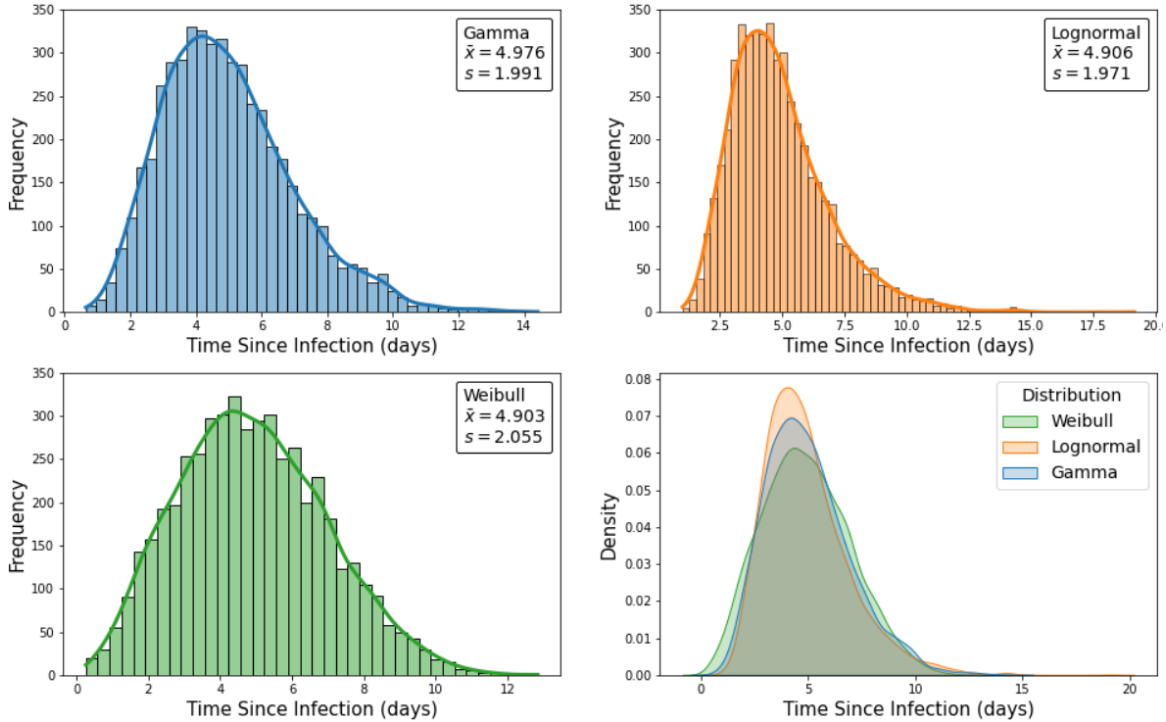 350
300
250
200
150
100
50
0
Frequency
Gamma
x̄ = 4.976
s = 1.991
0 2 4 6 8 10 12 14
Time Since Infection (days)
350
300
250
200
150
100
50
0
Frequency
Lognormal
x̄ = 4.906
s = 1.971
2.5 5.0 7.5 10.0 12.5 15.0 17.5 20.0
Time Since Infection (days)
350
300
250
200
150
100
50
0
Frequency
Weibull
x̄ = 4.903
s = 2.055
0 2 4 6 8 10 12
Time Since Infection (days)
0.08
0.07
0.06
0.05
0.04
0.03
0.02
0.01
0.00
Density
Distribution
Weibull
Lognormal
Gamma
0 5 10 15 20
Time Since Infection (days)